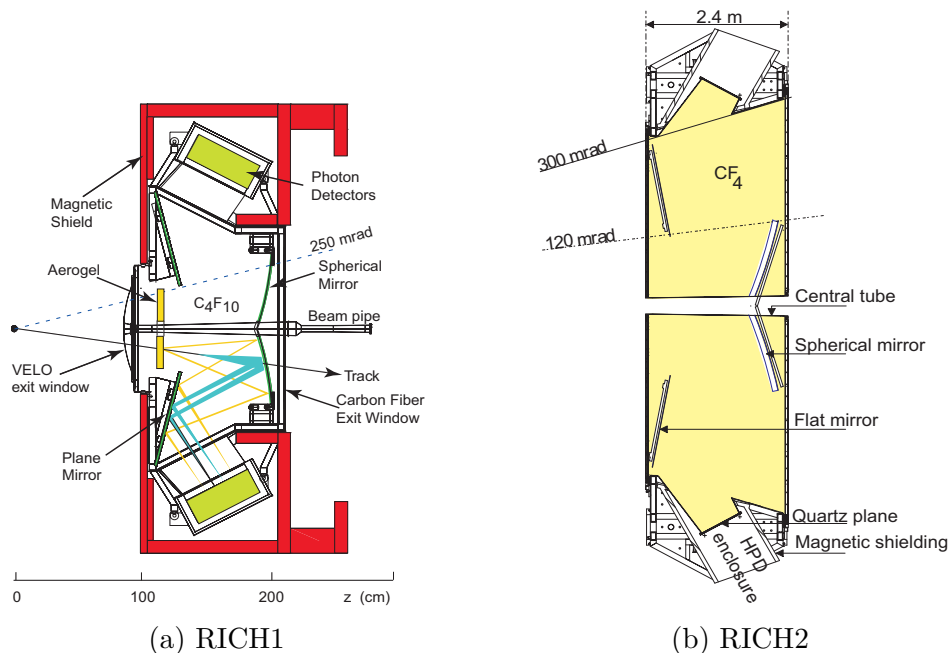 Magnetic
Shield
Aerogel
VELO
exit window
Plane
Mirror
C4F10
Photon
Detectors
250 mrad
Spherical
Mirror
Beam pipe
Track
Carbon Fiber
Exit Window
0 100 200 z (cm)
(a) RICH1
2.4 m
300 mrad
CF4
120 mrad
Central tube
Spherical mirror
Flat mirror
Quartz plane
Magnetic shielding
HPD
enclosure
(b) RICH2